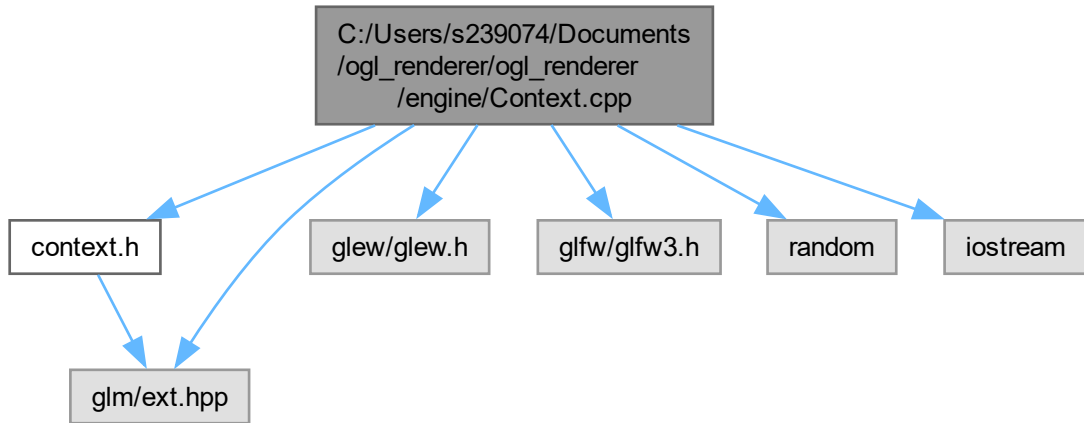 C:/Users/s239074/Documents
/ogl_renderer/ogl_renderer
/engine/Context.cpp
context.h
glew/glew.h
glfw/glfw3.h
random
iostream
glm/ext.hpp